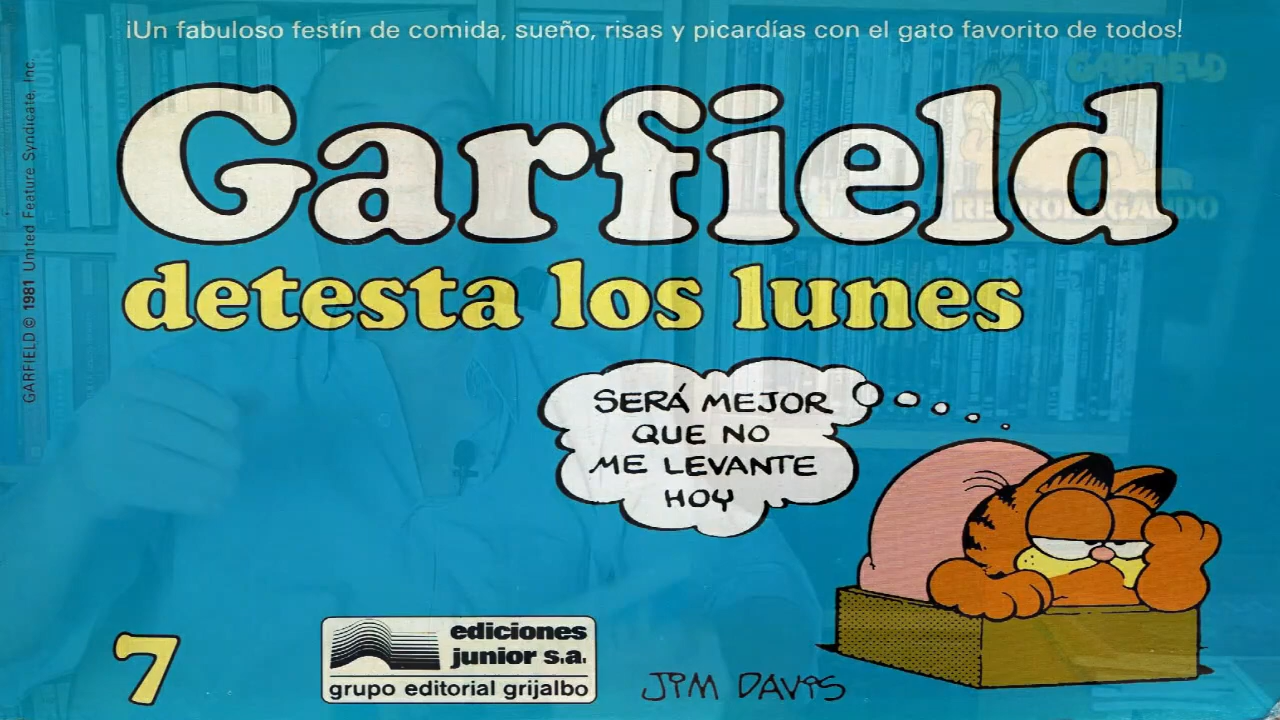 ¡Un fabuloso festín de comida, sueño, risas y picardías con el gato favorito de todos!
GARFIELD
Garfield
RETROJUGANDO
detesta los lunes
SERÁ MEJOR
QUE NO
ME LEVANTE
HOY
7
ediciones
junior s.a.
grupo editorial grijalbo
JIM DAVIS
GARFIELD © 1981 United Feature Syndicate, Inc.